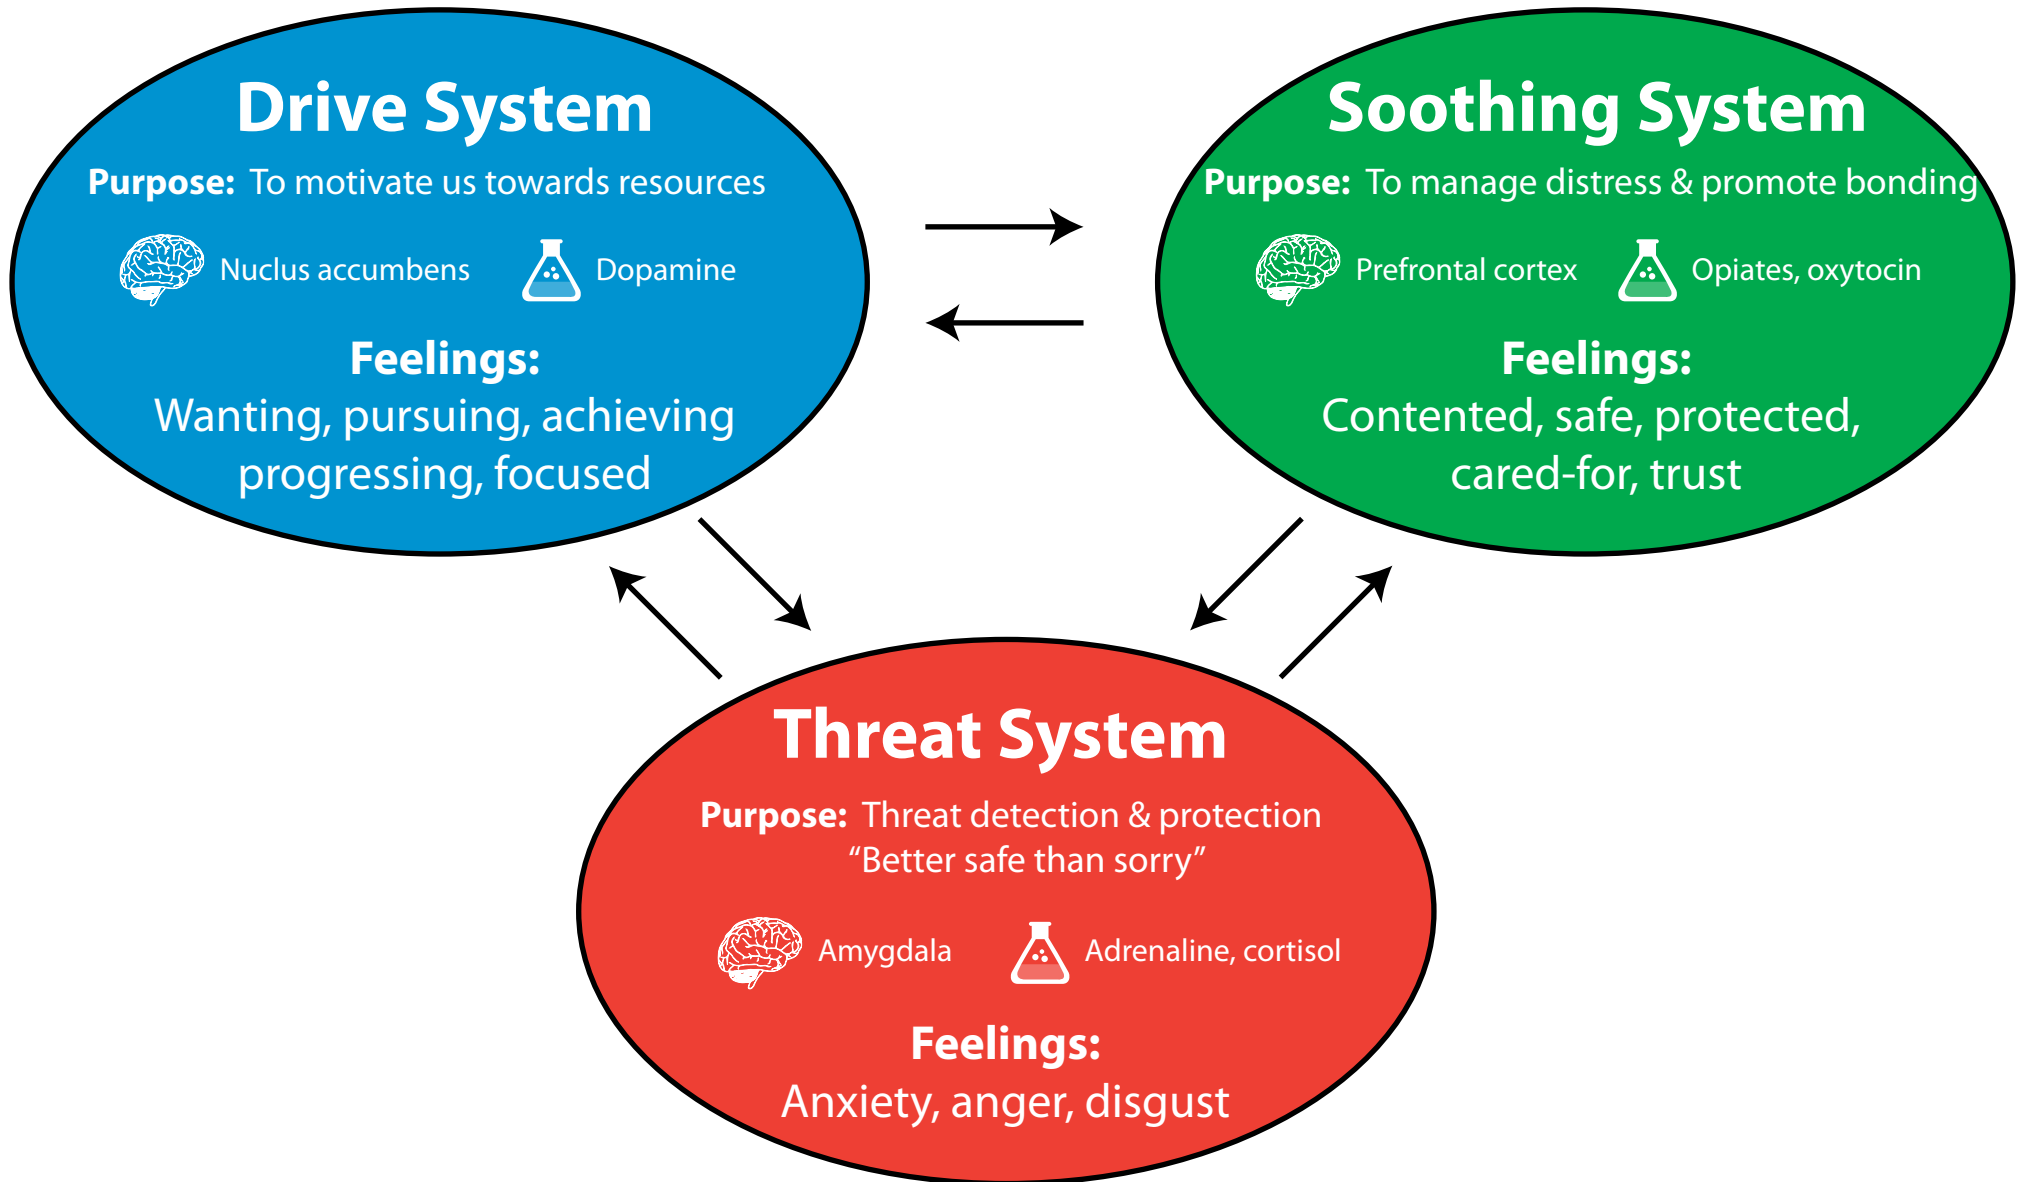 Drive System
Purpose: To motivate us towards resources
Nuclus accumbens
Dopamine
Feelings:
Wanting, pursuing, achieving
progressing, focused
Soothing System
Purpose: To manage distress & promote bonding
Prefrontal cortex
Opiates, oxytocin
Feelings:
Contented, safe, protected,
cared-for, trust
Threat System
Purpose: Threat detection & protection
“Better safe than sorry”
Amygdala
Adrenaline, cortisol
Feelings:
Anxiety, anger, disgust